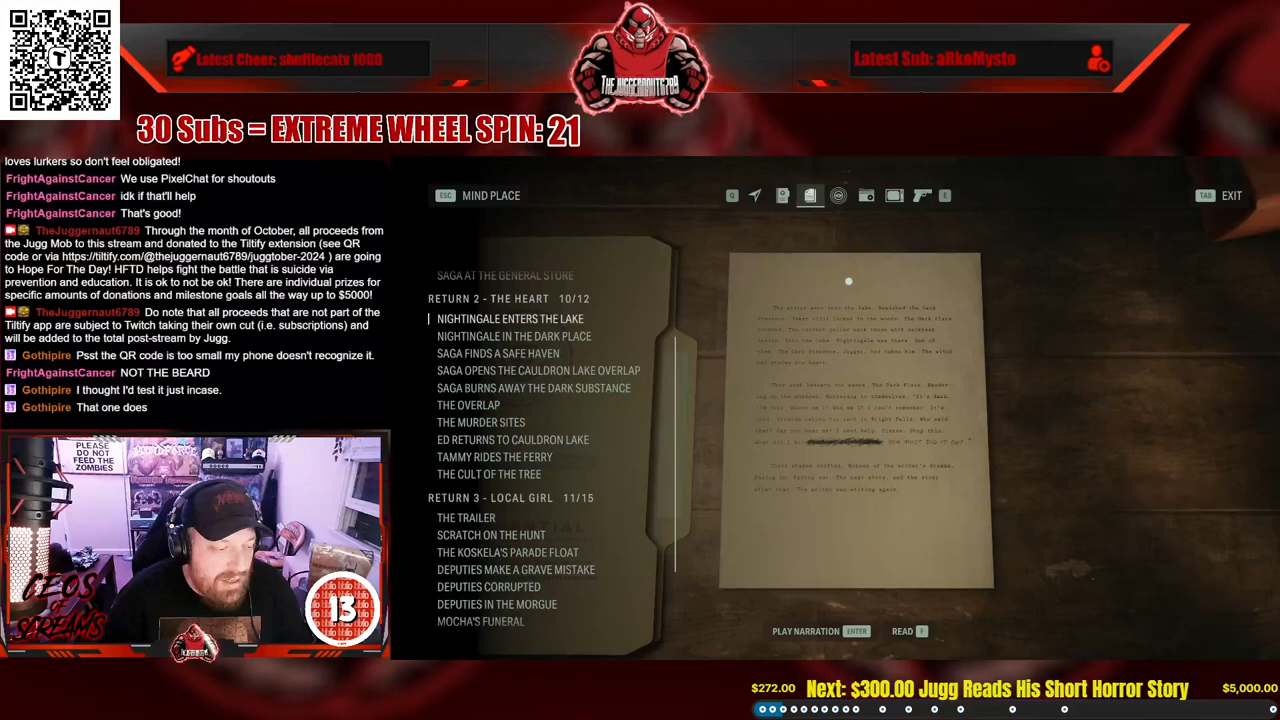 Latest Cheer: shufflecatv 1000
THEJUGGERNAUT6789
Latest Sub: aRkoMysto
30 Subs = EXTREME WHEEL SPIN: 21
loves lurkers so don't feel obligated!
FrightAgainstCancer We use PixelChat for shoutouts
FrightAgainstCancer idk if that'll help
FrightAgainstCancer That's good!
TheJuggernaut6789 Through the month of October, all proceeds from
the Jugg Mob to this stream and donated to the Tiltify extension (see QR
code or via https://tiltify.com/@thejuggernaut6789/juggtober-2024 ) are going
to Hope For The Day! HFTD helps fight the battle that is suicide via
prevention and education. It is ok to not be ok! There are individual prizes for
specific amounts of donations and milestone goals all the way up to $5000!
TheJuggernaut6789 Do note that all proceeds that are not part of the
Tiltify app are subject to Twitch taking their own cut (i.e. subscriptions) and
will be added to the total post-stream by Jugg.
Gothipire Psst the QR code is too small my phone doesn't recognize it.
FrightAgainstCancer NOT THE BEARD
Gothipire I thought I'd test it just incase.
Gothipire That one does
ESC MIND PLACE
Q
E
TAB EXIT
SAGA AT THE GENERAL STORE
RETURN 2 - THE HEART 10/12
NIGHTINGALE ENTERS THE LAKE
NIGHTINGALE IN THE DARK PLACE
SAGA FINDS A SAFE HAVEN
SAGA OPENS THE CAULDRON LAKE OVERLAP
SAGA BURNS AWAY THE DARK SUBSTANCE
THE OVERLAP
THE MURDER SITES
ED RETURNS TO CAULDRON LAKE
TAMMY RIDES THE FERRY
THE CULT OF THE TREE
RETURN 3 - LOCAL GIRL 11/15
THE TRAILER
SCRATCH ON THE HUNT
THE KOSKELA'S PARADE FLOAT
DEPUTIES MAKE A GRAVE MISTAKE
DEPUTIES CORRUPTED
DEPUTIES IN THE MORGUE
MOCHA'S FUNERAL
PLAY NARRATION ENTER
READ F
PLEASE
DO NOT
FEED THE
ZOMBIES
CEOS
OF
SCREAMS
13
$272.00 Next: $300.00 Jugg Reads His Short Horror Story $5,000.00